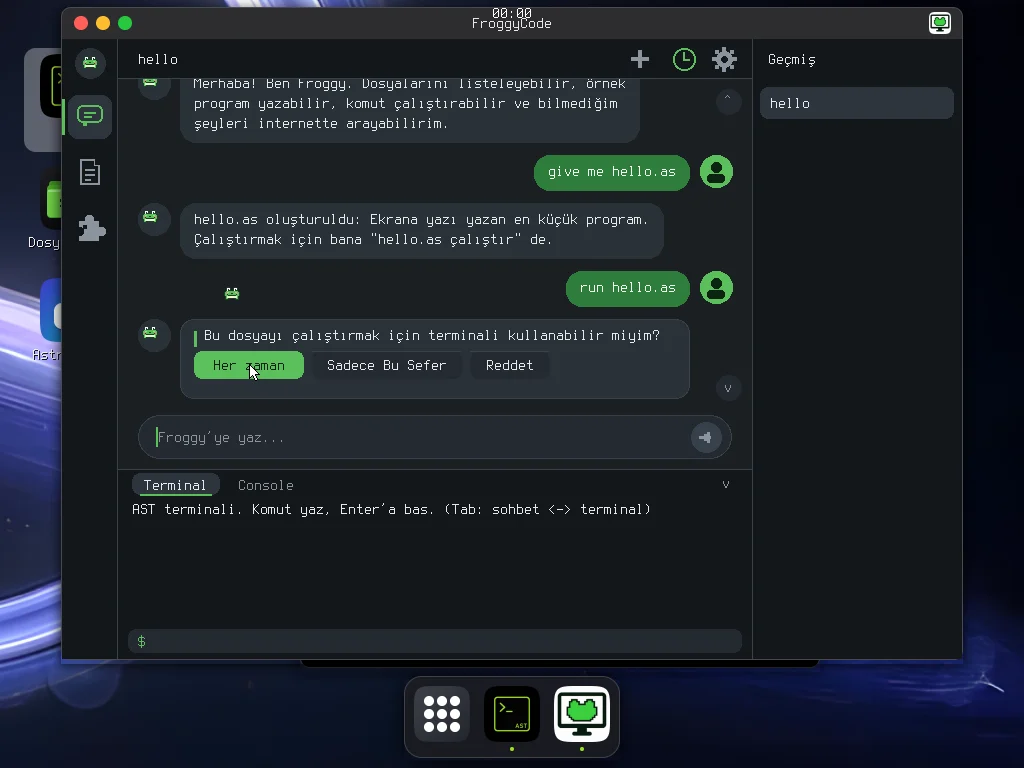 00:00
FroggyCode
hello
Geçmiş
hello
Merhaba! Ben Froggy. Dosyalarını listeleyebilir, örnek
program yazabilir, komut çalıştırabilir ve bilmediğim
şeyleri internette arayabilirim.
give me hello.as
hello.as oluşturuldu: Ekrana yazı yazan en küçük program.
Çalıştırmak için bana "hello.as çalıştır" de.
run hello.as
Bu dosyayı çalıştırmak için terminali kullanabilir miyim?
Her zaman
Sadece Bu Sefer
Reddet
Froggy'ye yaz...
Terminal
Console
AST terminali. Komut yaz, Enter'a bas. (Tab: sohbet <-> terminal)
$
Dosy
Astr
>_
AST